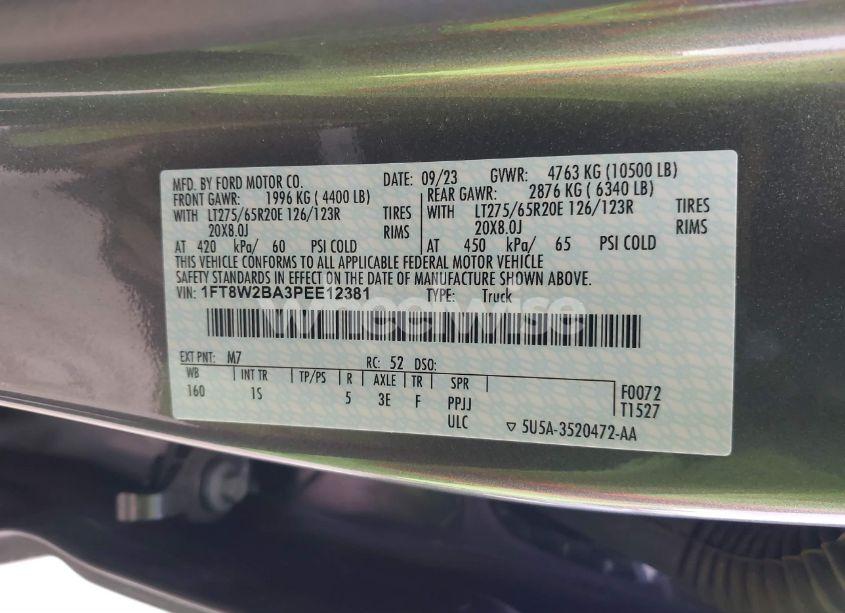 MFD. BY FORD MOTOR CO. DATE: 09/23 GVWR: 4763 KG (10500 LB)
FRONT GAWR: 1996 KG ( 4400 LB) REAR GAWR: 2876 KG ( 6340 LB)
WITH LT275/65R20E 126/123R TIRES WITH LT275/65R20E 126/123R TIRES
20X8.0J RIMS 20X8.0J RIMS
AT 420 kPa/ 60 PSI COLD AT 450 kPa/ 65 PSI COLD
THIS VEHICLE CONFORMS TO ALL APPLICABLE FEDERAL MOTOR VEHICLE
SAFETY STANDARDS IN EFFECT ON THE DATE OF MANUFACTURE SHOWN ABOVE.
VIN: 1FT8W2BA3PEE12381 TYPE: Truck
wheelwise
EXT PNT: M7 RC: 52 DSO:
WB INT TR TP/PS R AXLE TR SPR F0072
160 1S 5 3E F PPJJ T1527
ULC ▽ 5U5A-3520472-AA